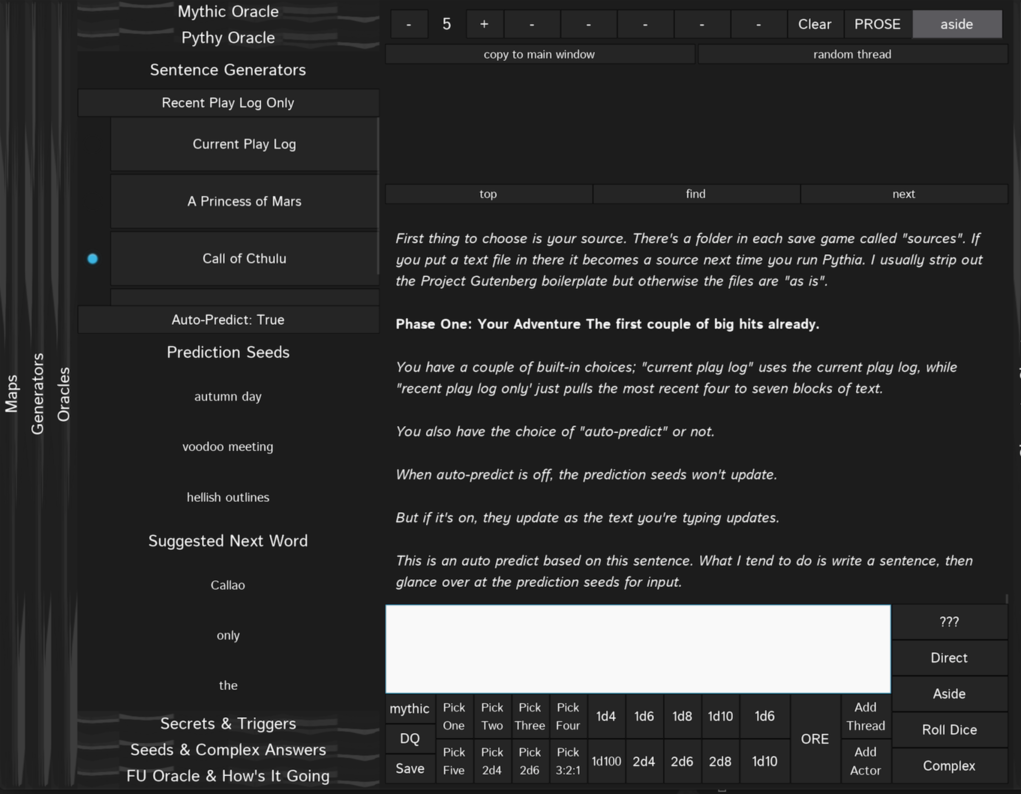 Mythic Oracle
Pythy Oracle
Sentence Generators
Recent Play Log Only
Current Play Log
A Princess of Mars
Call of Cthulu
Auto-Predict: True
Prediction Seeds
autumn day
voodoo meeting
hellish outlines
Suggested Next Word
Callao
only
the
Secrets & Triggers
Seeds & Complex Answers
FU Oracle & How's It Going
Maps
Generators
Oracles
- 5 + - - - - - Clear PROSE aside
copy to main window random thread
top find next
First thing to choose is your source. There's a folder in each save game called "sources". If
you put a text file in there it becomes a source next time you run Pythia. I usually strip out
the Project Gutenberg boilerplate but otherwise the files are "as is".
Phase One: Your Adventure The first couple of big hits already.
You have a couple of built-in choices; "current play log" uses the current play log, while
"recent play log only' just pulls the most recent four to seven blocks of text.
You also have the choice of "auto-predict" or not.
When auto-predict is off, the prediction seeds won't update.
But if it's on, they update as the text you're typing updates.
This is an auto predict based on this sentence. What I tend to do is write a sentence, then
glance over at the prediction seeds for input.
???
Direct
Aside
Roll Dice
Complex
mythic
DQ
Save
Pick One
Pick Two
Pick Three
Pick Four
1d4 1d6 1d8 1d10 1d6
Pick Five
Pick 2d4
Pick 2d6
Pick 3:2:1
1d100 2d4 2d6 2d8 1d10
ORE
Add Thread
Add Actor